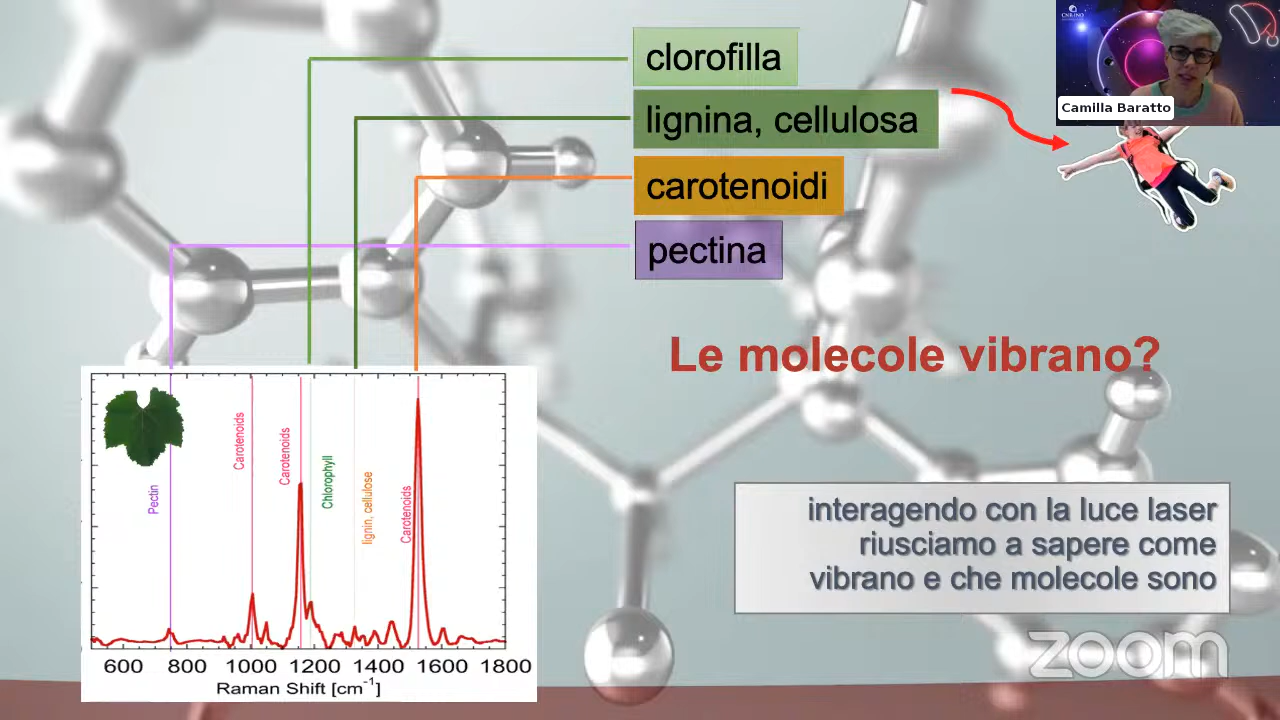 clorofilla
lignina, cellulosa
carotenoidi
pectina
CNR-INO
Camilla Baratto
Le molecole vibrano?
Pectin
Carotenoids
Carotenoids
Chlorophyll
lignin, cellulose
Carotenoids
600 800 1000 1200 1400 1600 1800
Raman Shift [cm-1]
interagendo con la luce laser
riusciamo a sapere come
vibrano e che molecole sono
zoom